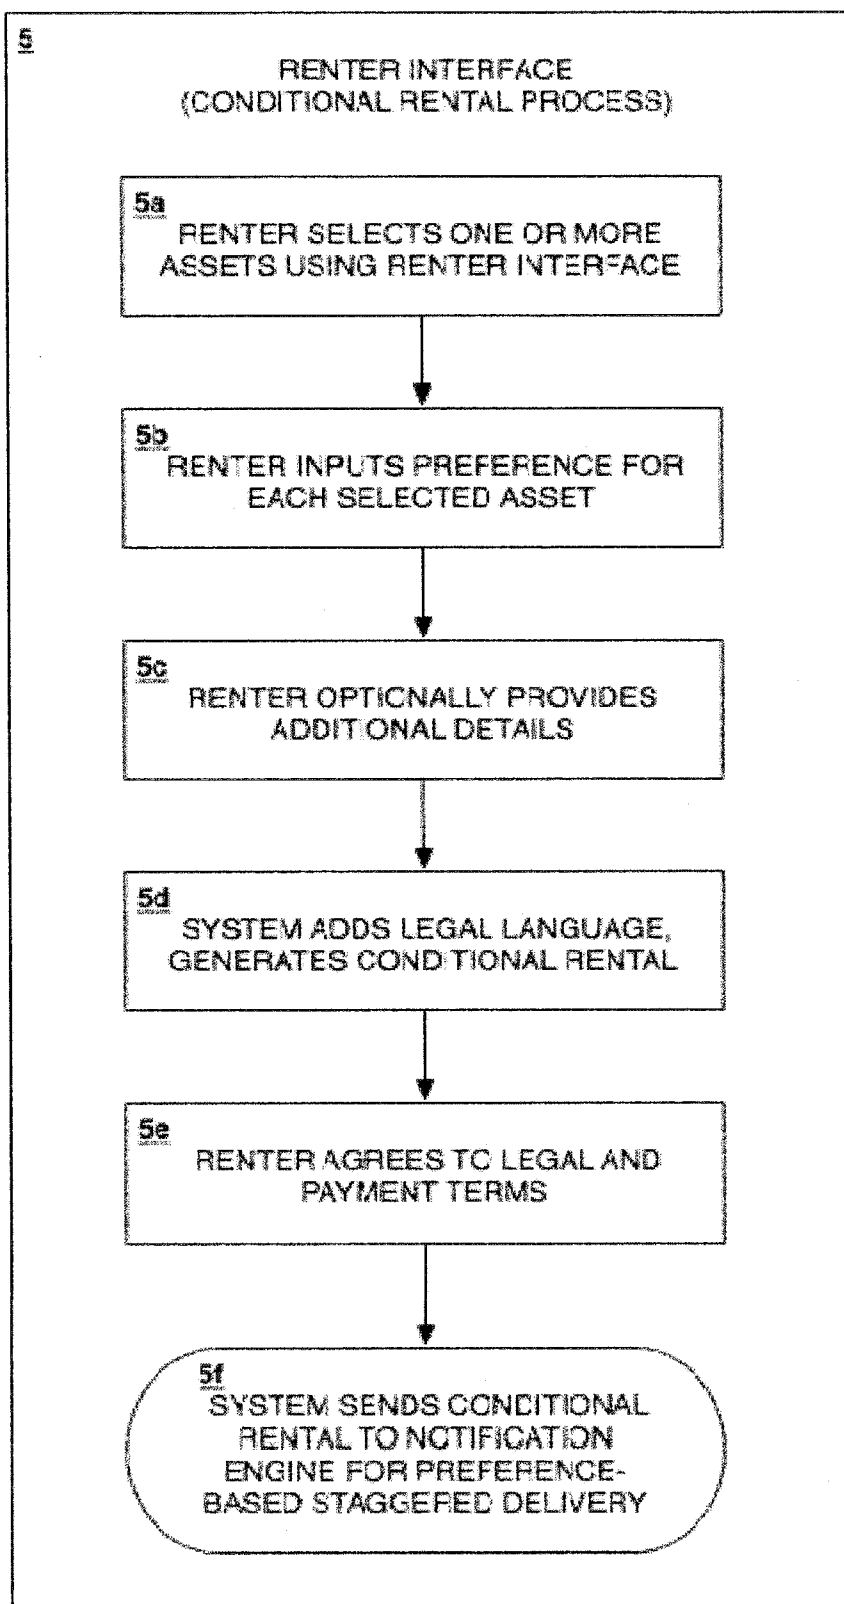 5
RENTER INTERFACE
(CONDITIONAL RENTAL PROCESS)
5a
RENTER SELECTS ONE OR MORE
ASSETS USING RENTER INTERFACE
5b
RENTER INPUTS PREFERENCE FOR
EACH SELECTED ASSET
5c
RENTER OPTIONALLY PROVIDES
ADDITIONAL DETAILS
5d
SYSTEM ADDS LEGAL LANGUAGE,
GENERATES CONDITIONAL RENTAL
5e
RENTER AGREES TO LEGAL AND
PAYMENT TERMS
5f
SYSTEM SENDS CONDITIONAL
RENTAL TO NOTIFICATION
ENGINE FOR PREFERENCE-
BASED STAGGERED DELIVERY